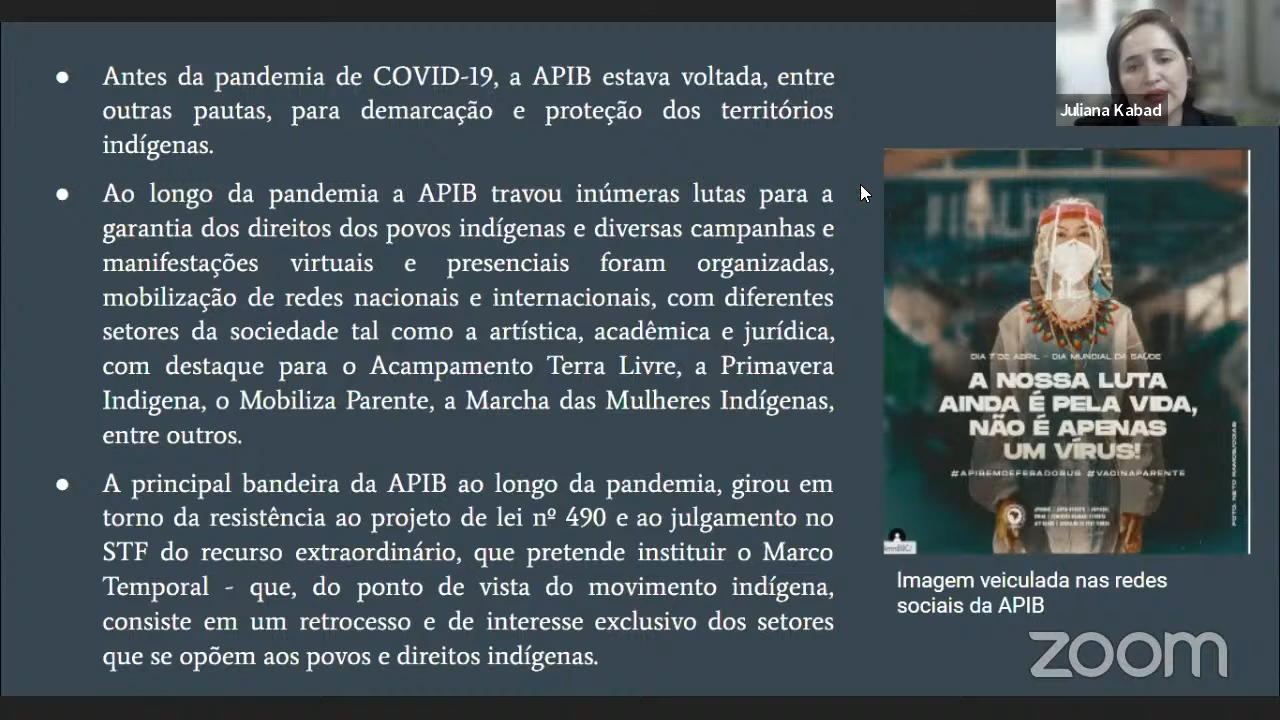 ● Antes da pandemia de COVID-19, a APIB estava voltada, entre
outras pautas, para demarcação e proteção dos territórios
indígenas.
● Ao longo da pandemia a APIB travou inúmeras lutas para a
garantia dos direitos dos povos indígenas e diversas campanhas e
manifestações virtuais e presenciais foram organizadas,
mobilização de redes nacionais e internacionais, com diferentes
setores da sociedade tal como a artística, acadêmica e jurídica,
com destaque para o Acampamento Terra Livre, a Primavera
Indigena, o Mobiliza Parente, a Marcha das Mulheres Indígenas,
entre outros.
● A principal bandeira da APIB ao longo da pandemia, girou em
torno da resistência ao projeto de lei nº 490 e ao julgamento no
STF do recurso extraordinário, que pretende instituir o Marco
Temporal - que, do ponto de vista do movimento indígena,
consiste em um retrocesso e de interesse exclusivo dos setores
que se opõem aos povos e direitos indígenas.
Juliana Kabad
DIA 7 DE ABRIL - DIA MUNDIAL DA SAÚDE
A NOSSA LUTA
AINDA É PELA VIDA,
NÃO É APENAS
UM VÍRUS!
#APIBEMDEFESADOSUS #VACINAPARENTE
Imagem veiculada nas redes
sociais da APIB
zoom